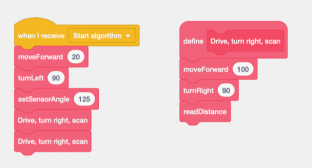 when I receive Start algorithm
moveForward 20
turnLeft 90
setSensorAngle 125
Drive, turn right, scan
Drive, turn right, scan
define Drive, turn right, scan
moveForward 100
turnRight 90
readDistance